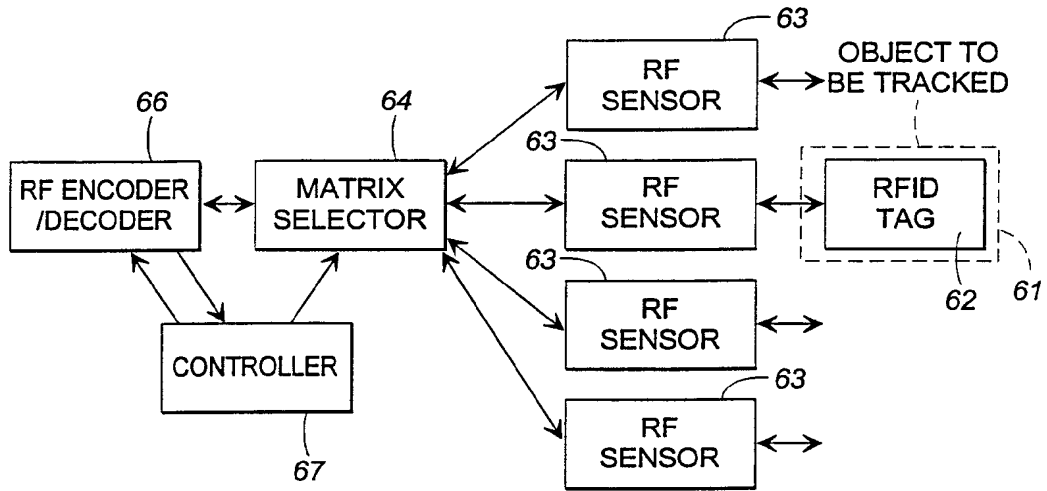 63
RF
SENSOR
OBJECT TO
BE TRACKED
66
RF ENCODER
/DECODER
64
MATRIX
SELECTOR
63
RF
SENSOR
RFID
TAG
62
61
63
RF
SENSOR
CONTROLLER
67
63
RF
SENSOR